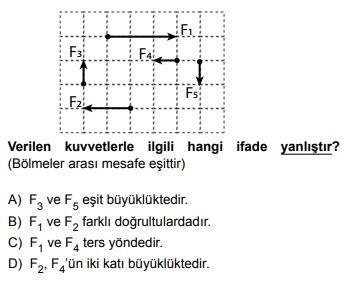 F₁
F₃
F₄
F₅
F₂
Verilen kuvvetlerle ilgili hangi ifade yanlıştır?
(Bölmeler arası mesafe eşittir)
A) F₃ ve F₅ eşit büyüklüktedir.
B) F₁ ve F₂ farklı doğrultulardadır.
C) F₁ ve F₄ ters yöndedir.
D) F₂, F₄'ün iki katı büyüklüktedir.